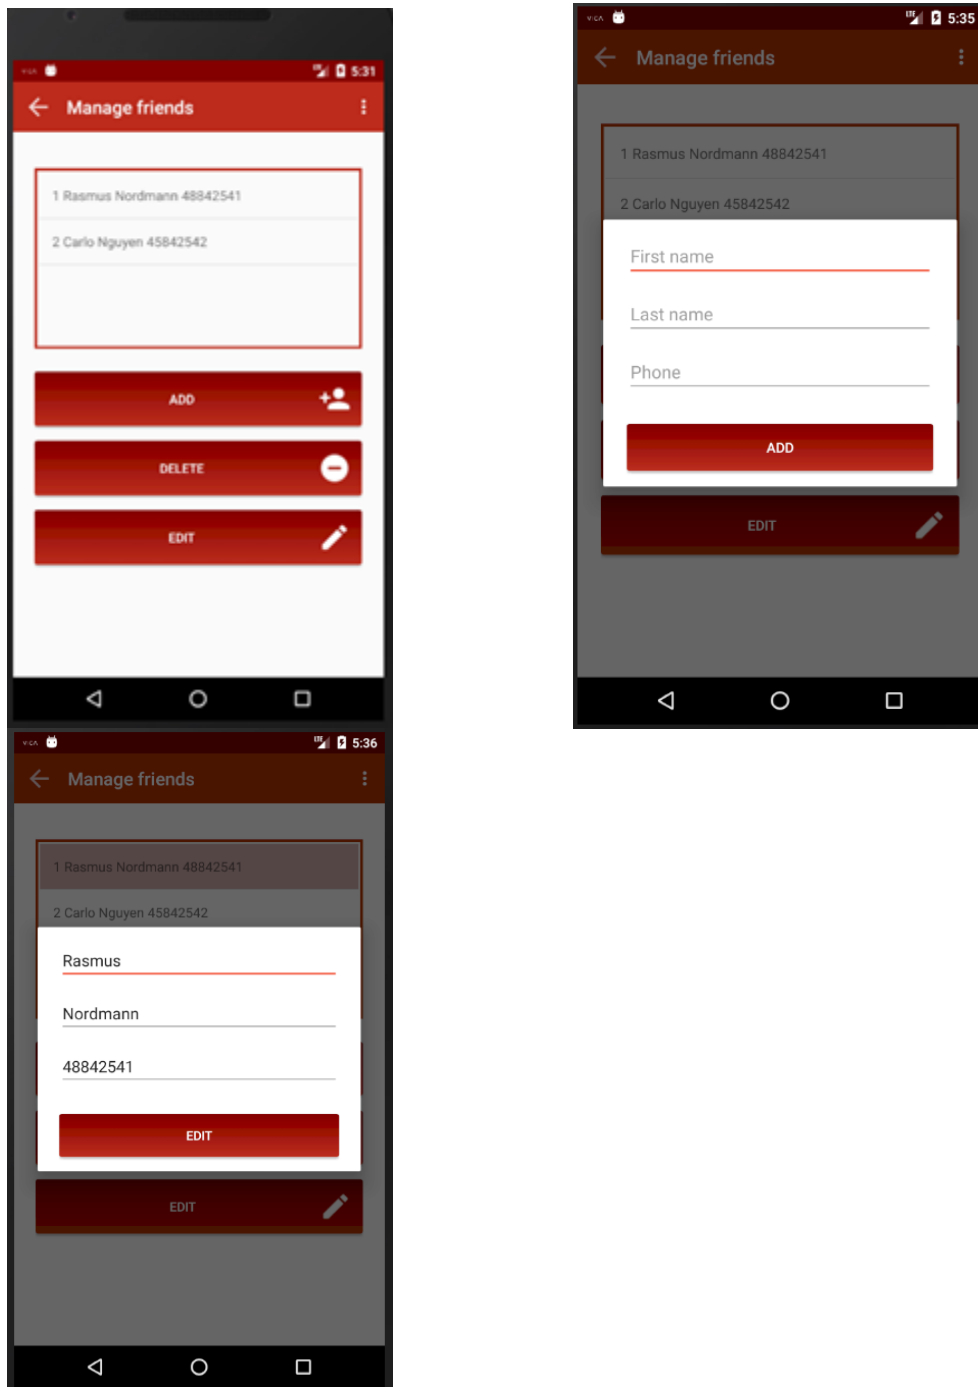 5:31
Manage friends
1 Rasmus Nordmann 48842541
2 Carlo Nguyen 45842542
ADD
DELETE
EDIT
LTE 5:35
Manage friends
1 Rasmus Nordmann 48842541
2 Carlo Nguyen 45842542
First name
Last name
Phone
ADD
EDIT
LTE 5:36
Manage friends
1 Rasmus Nordmann 48842541
2 Carlo Nguyen 45842542
Rasmus
Nordmann
48842541
EDIT
EDIT